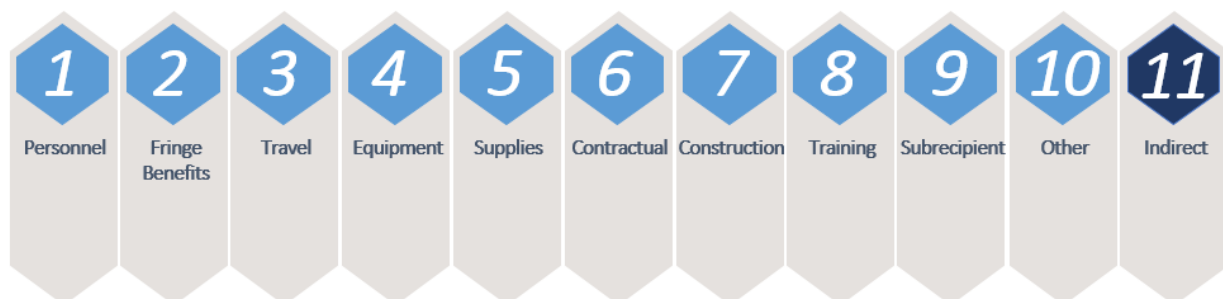 1
Personnel
2
Fringe
Benefits
3
Travel
4
Equipment
5
Supplies
6
Contractual
7
Construction
8
Training
9
Subrecipient
10
Other
11
Indirect